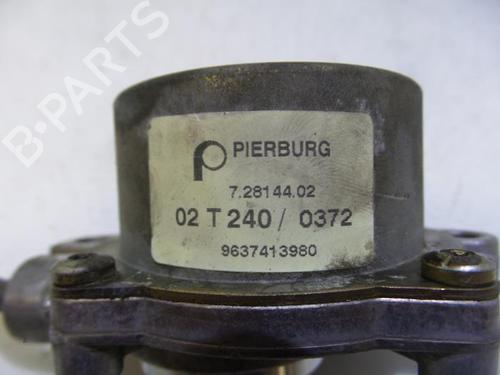 B-PARTS
PIERBURG
7.28144.02
02 T 240 / 0372
9637413980